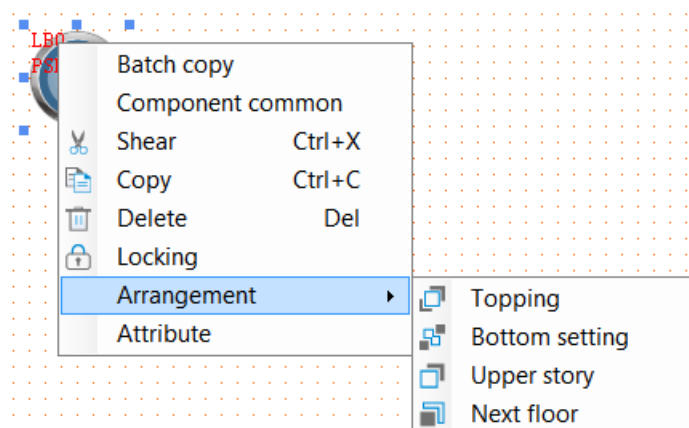 LB0
Batch copy
Component common
Shear Ctrl+X
Copy Ctrl+C
Delete Del
Locking
Arrangement
Attribute
Topping
Bottom setting
Upper story
Next floor